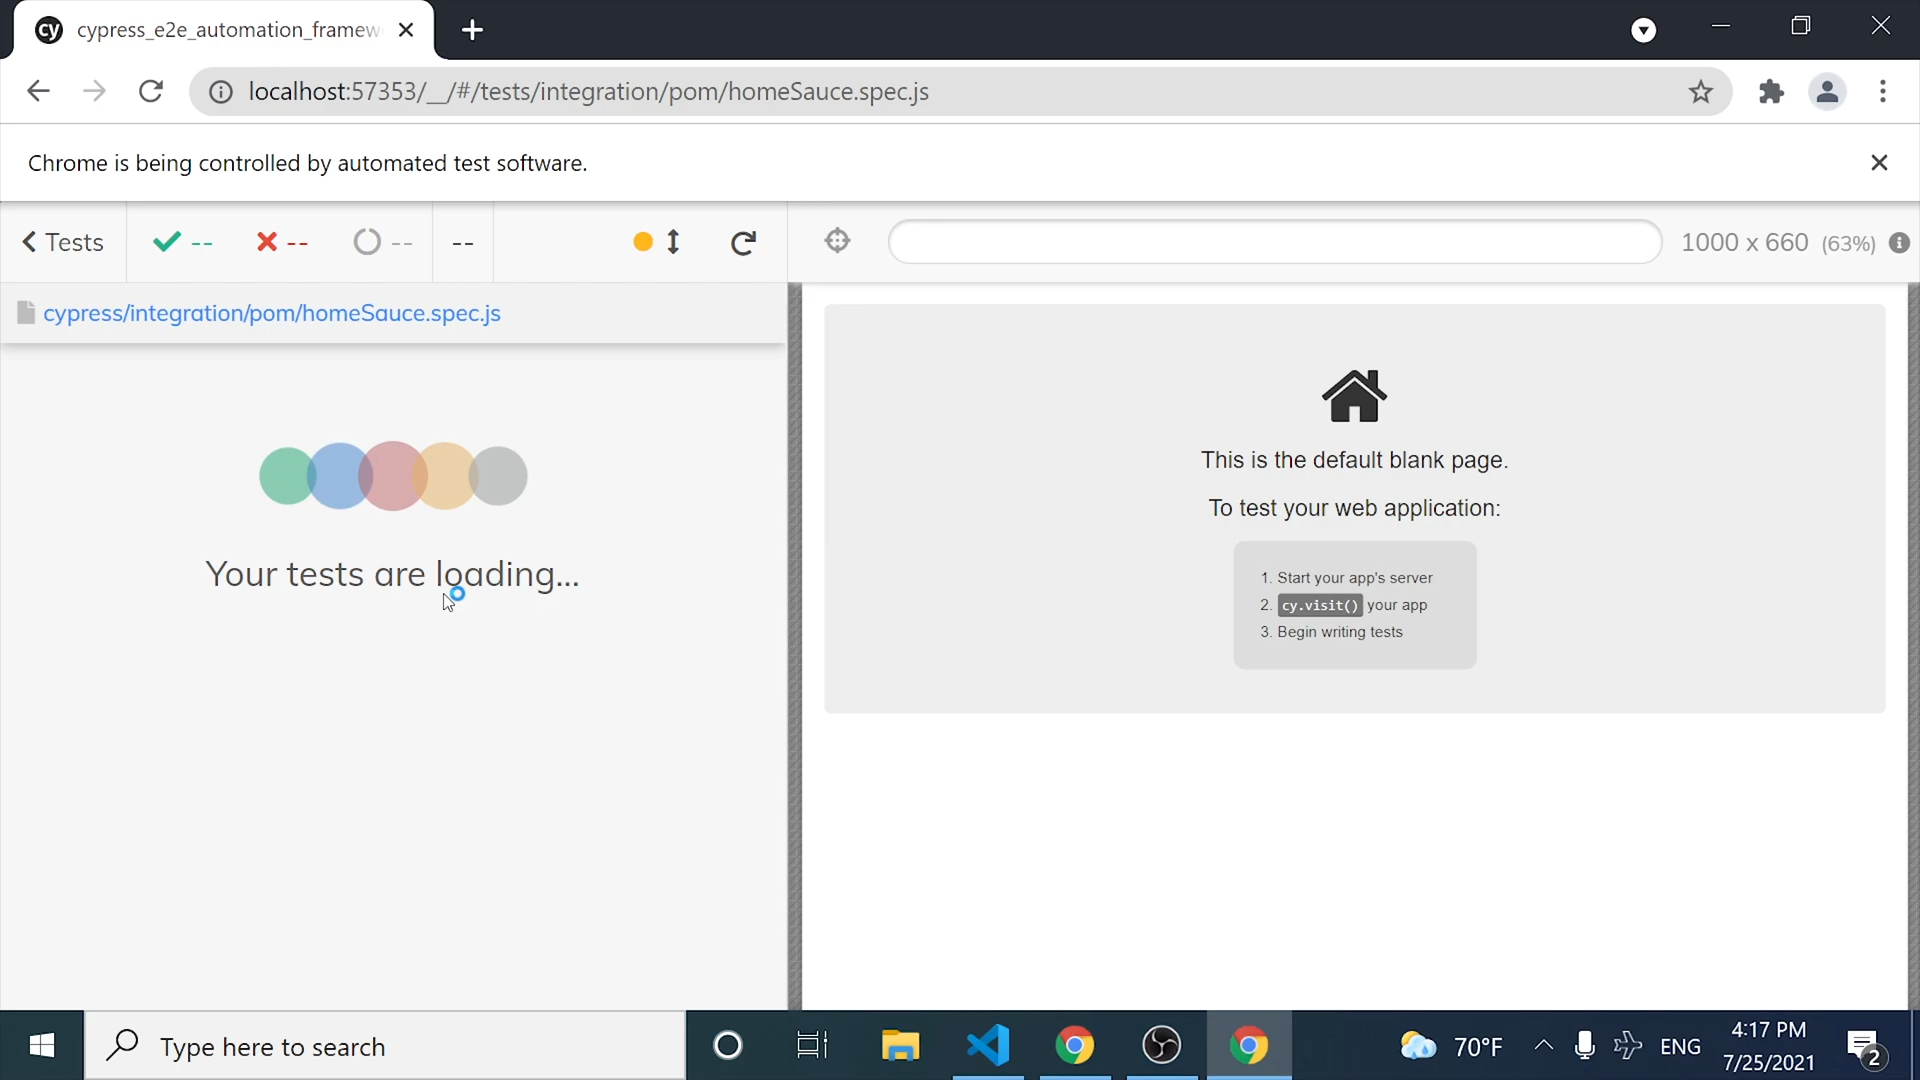 cy cypress_e2e_automation_framew
localhost:57353/__/#/tests/integration/pom/homeSauce.spec.js
Chrome is being controlled by automated test software.
Tests -- -- -- --
1000 x 660 (63%)
cypress/integration/pom/homeSauce.spec.js
Your tests are loading...
This is the default blank page.
To test your web application:
1. Start your app's server
2. cy.visit() your app
3. Begin writing tests
Type here to search
70°F
ENG
4:17 PM
7/25/2021
2